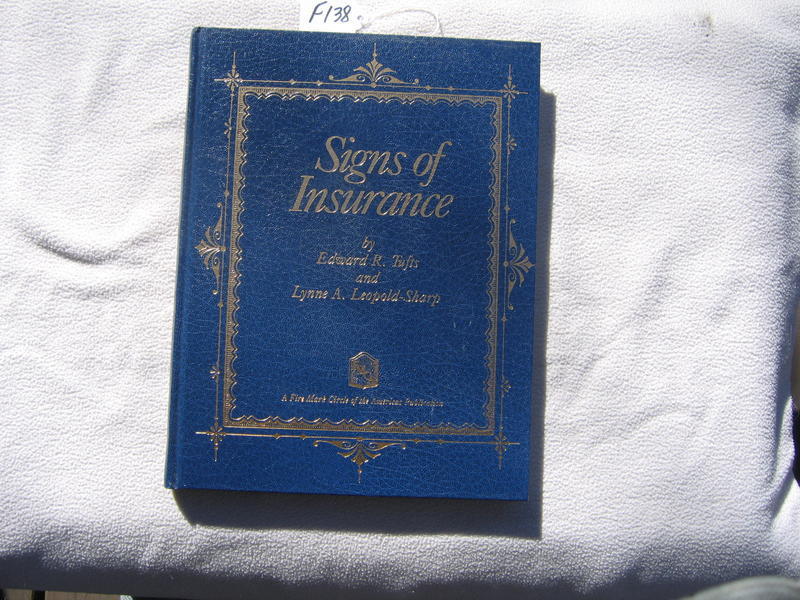 F138
Signs of
Insurance
by
Edward R. Tufts
and
Lynne A. Leopold-Sharp
A Fire Mark Circle of the Americas Publication